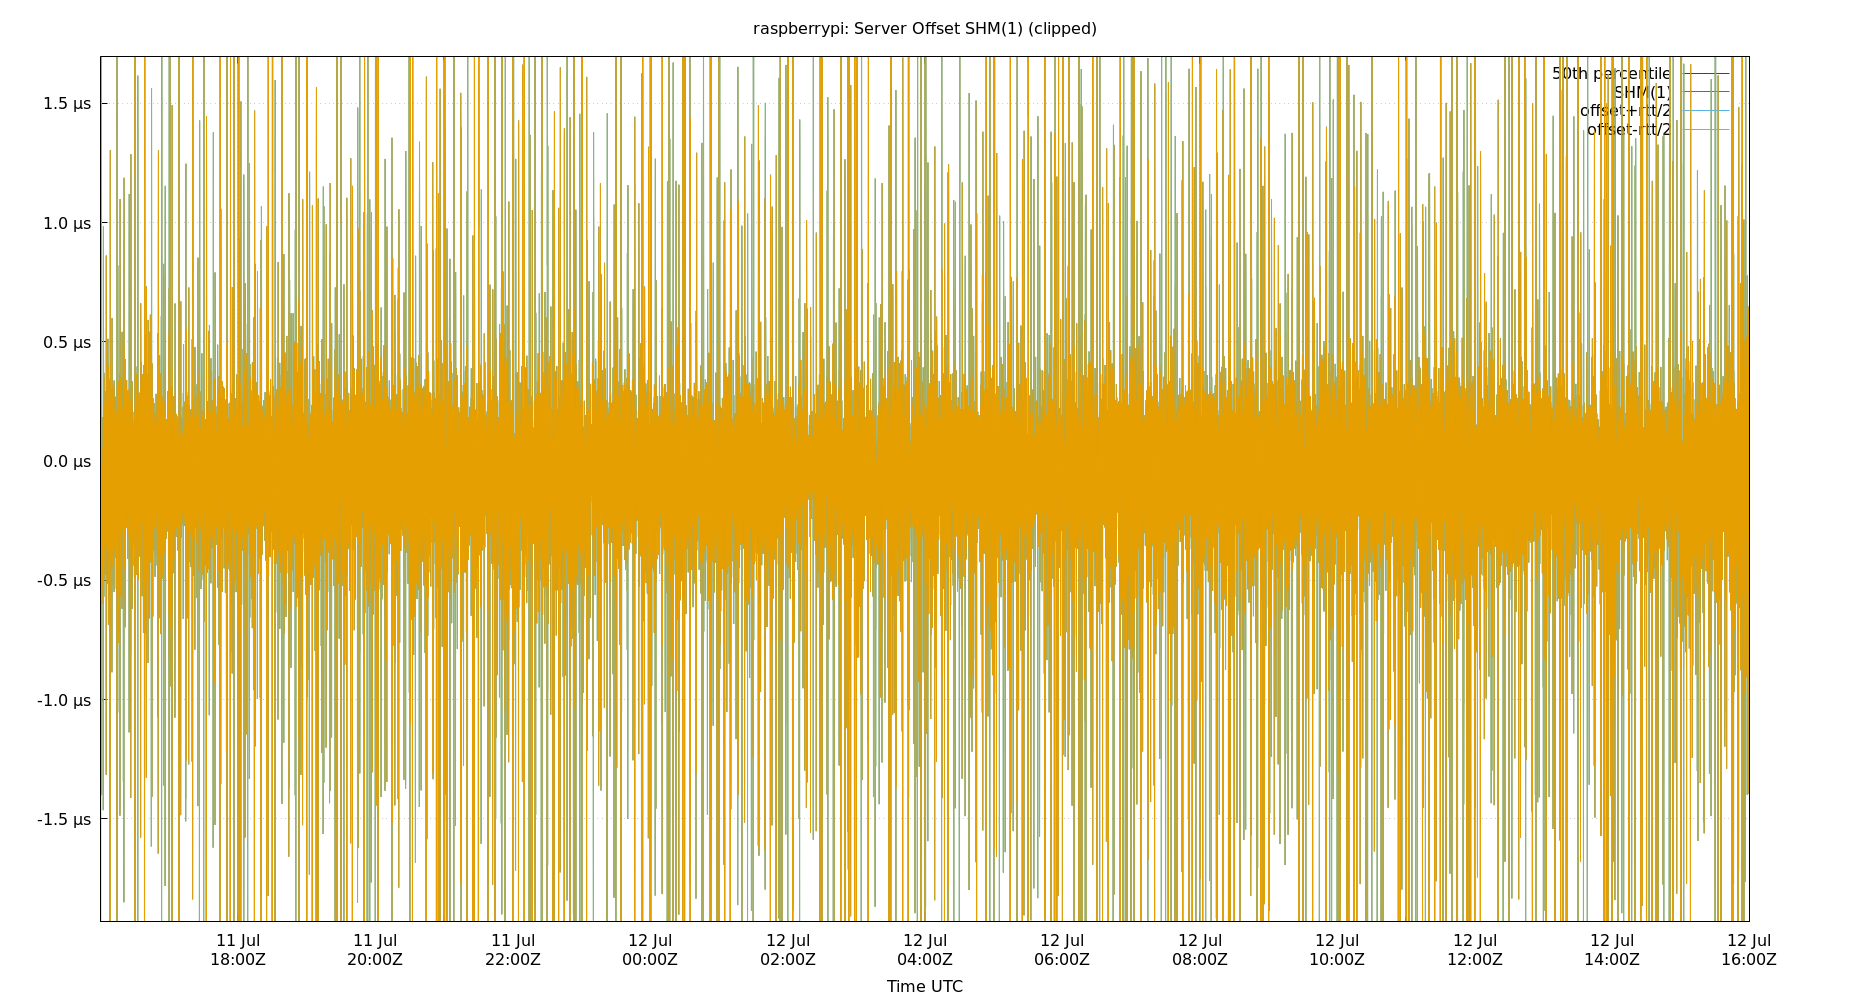 raspberrypi: Server Offset SHM(1) (clipped)
50th percentile
SHM(1)
offset+rtt/2
offset-rtt/2
1.5 µs
1.0 µs
0.5 µs
0.0 µs
-0.5 µs
-1.0 µs
-1.5 µs
11 Jul 11 Jul 11 Jul 12 Jul 12 Jul 12 Jul 12 Jul 12 Jul 12 Jul 12 Jul 12 Jul 12 Jul
18:00Z 20:00Z 22:00Z 00:00Z 02:00Z 04:00Z 06:00Z 08:00Z 10:00Z 12:00Z 14:00Z 16:00Z
Time UTC